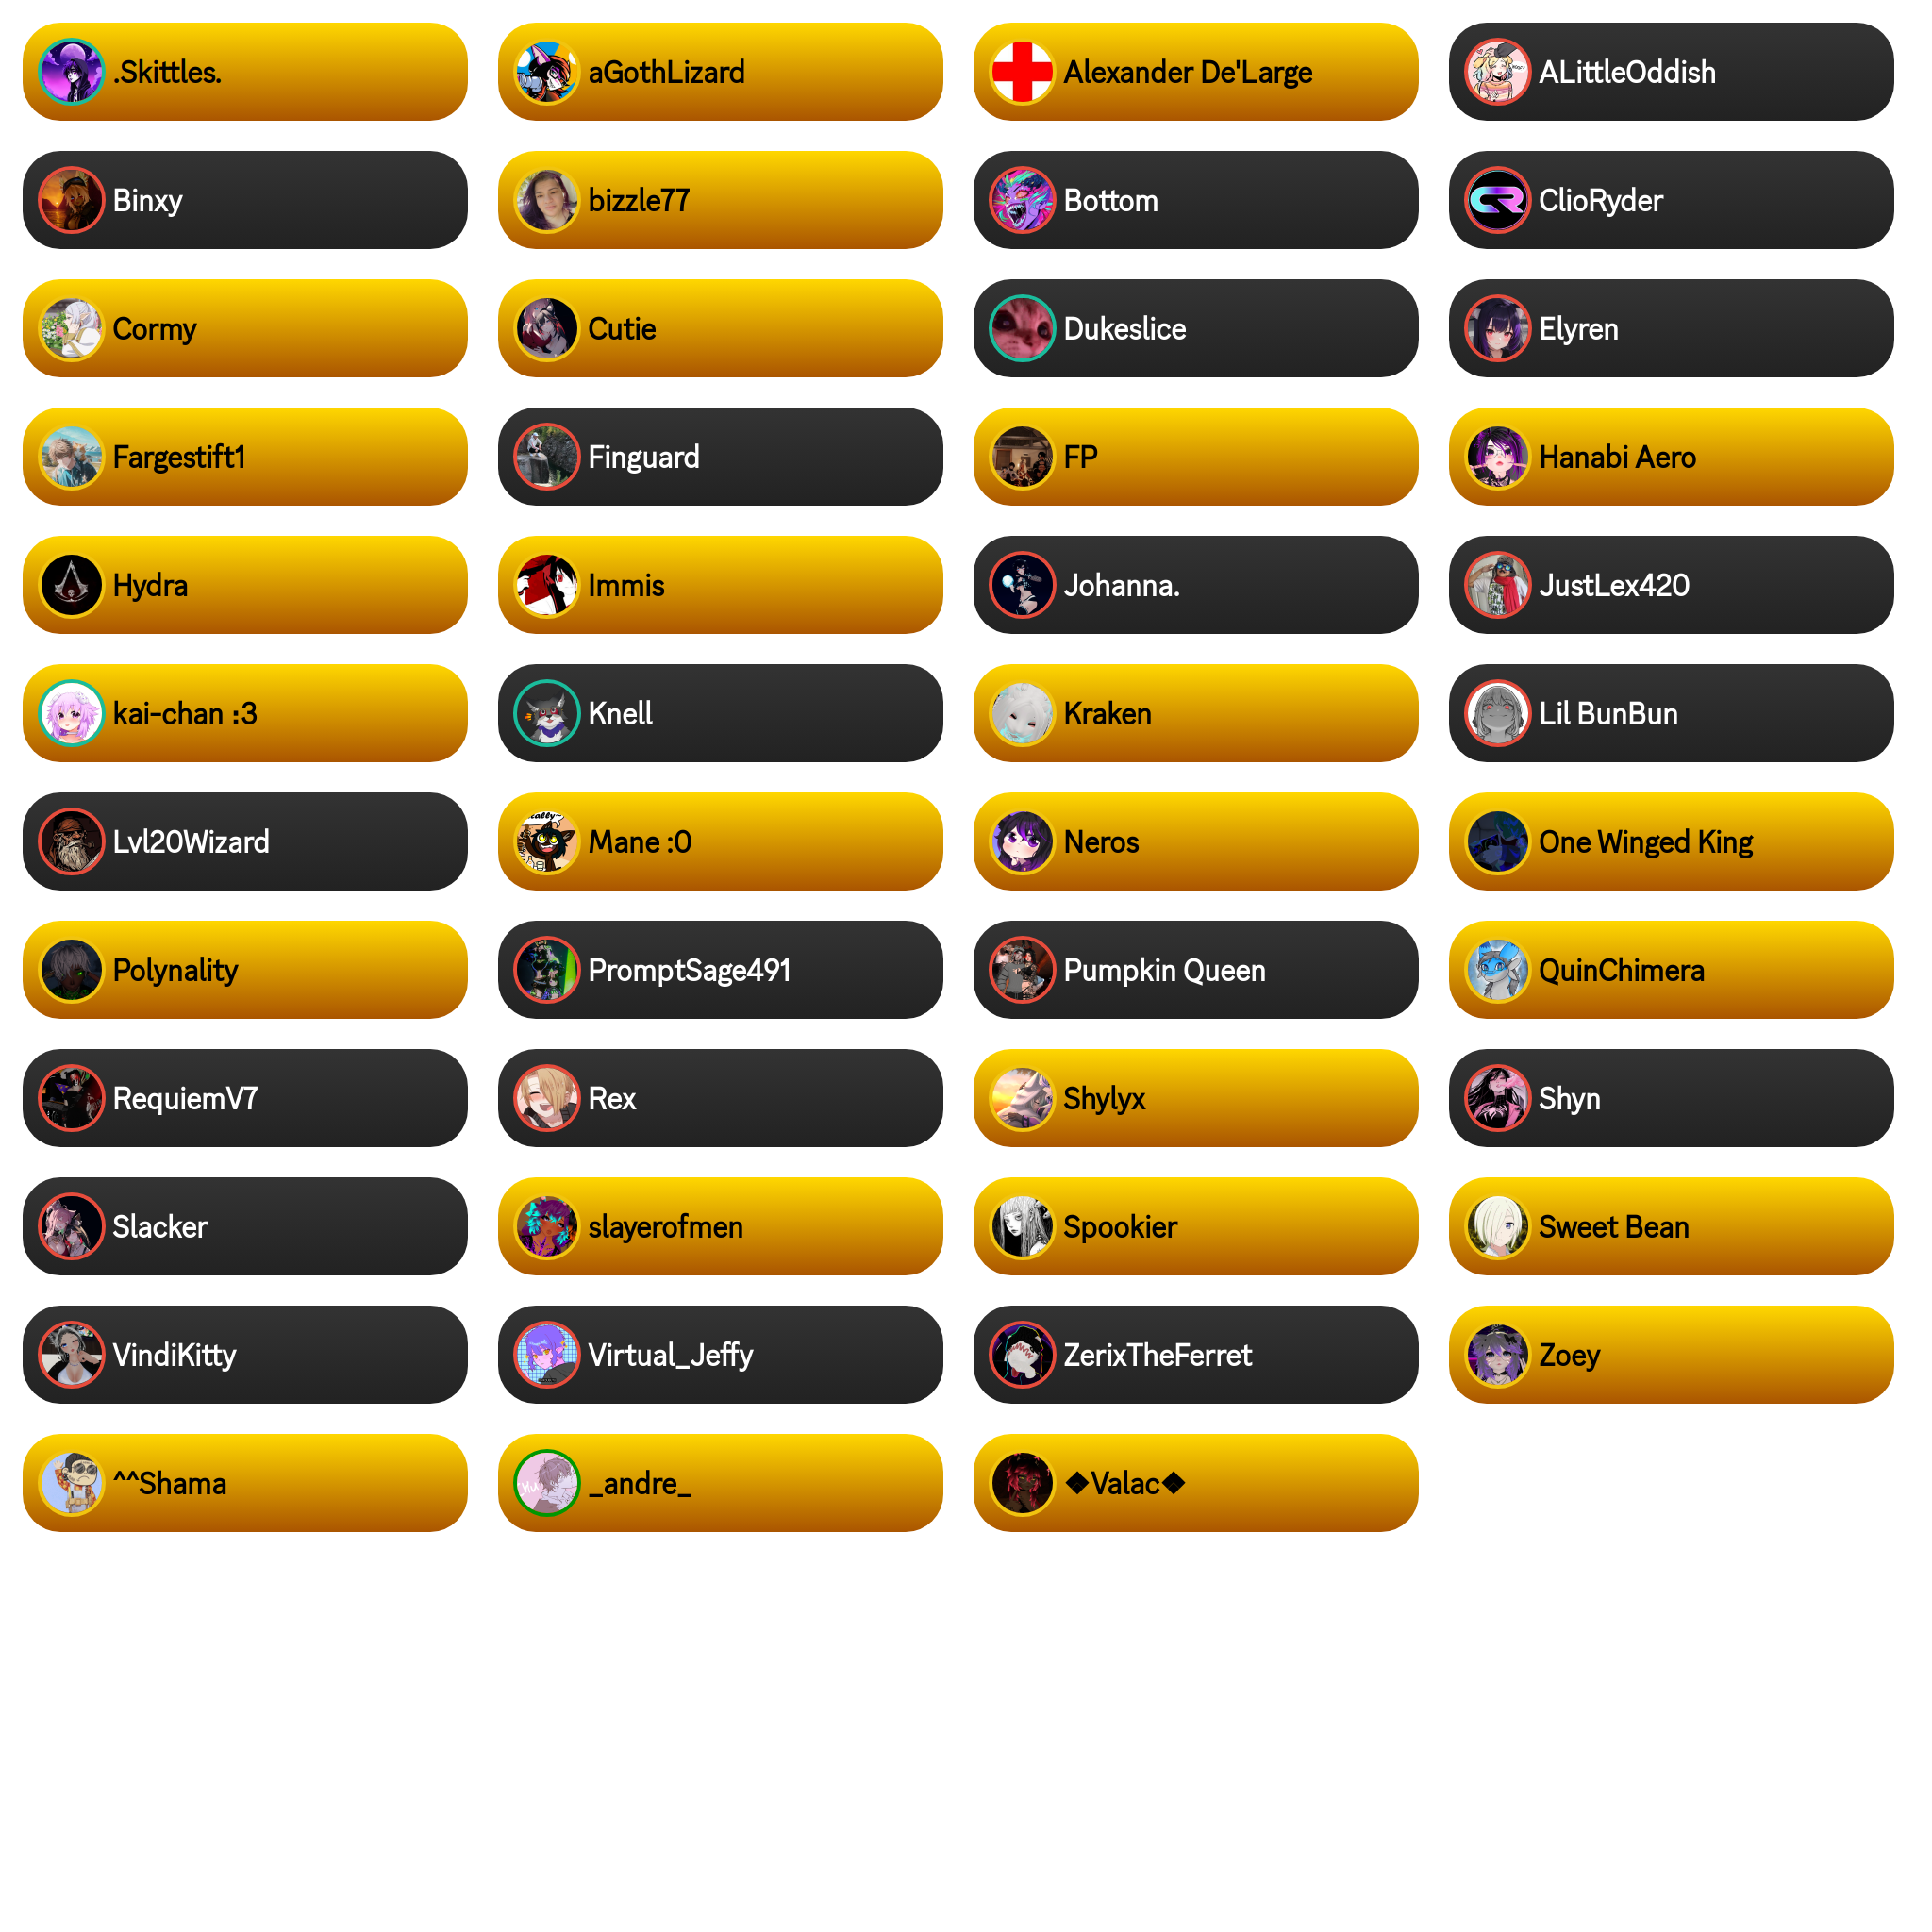 .Skittles.
aGothLizard
Alexander De'Large
ALittleOddish
Binxy
bizzle77
Bottom
CR
ClioRyder
Cormy
Cutie
Dukeslice
Elyren
Fargestift1
Finguard
FP
Hanabi Aero
Hydra
Immis
Johanna.
JustLex420
kai-chan :3
Knell
Kraken
Lil BunBun
Lvl20Wizard
Mane :0
Neros
One Winged King
Polynality
PromptSage491
Pumpkin Queen
QuinChimera
RequiemV7
Rex
Shylyx
Shyn
Slacker
slayerofmen
Spookier
Sweet Bean
VindiKitty
Virtual_Jeffy
ZerixTheFerret
Zoey
^^Shama
_andre_
❖Valac❖